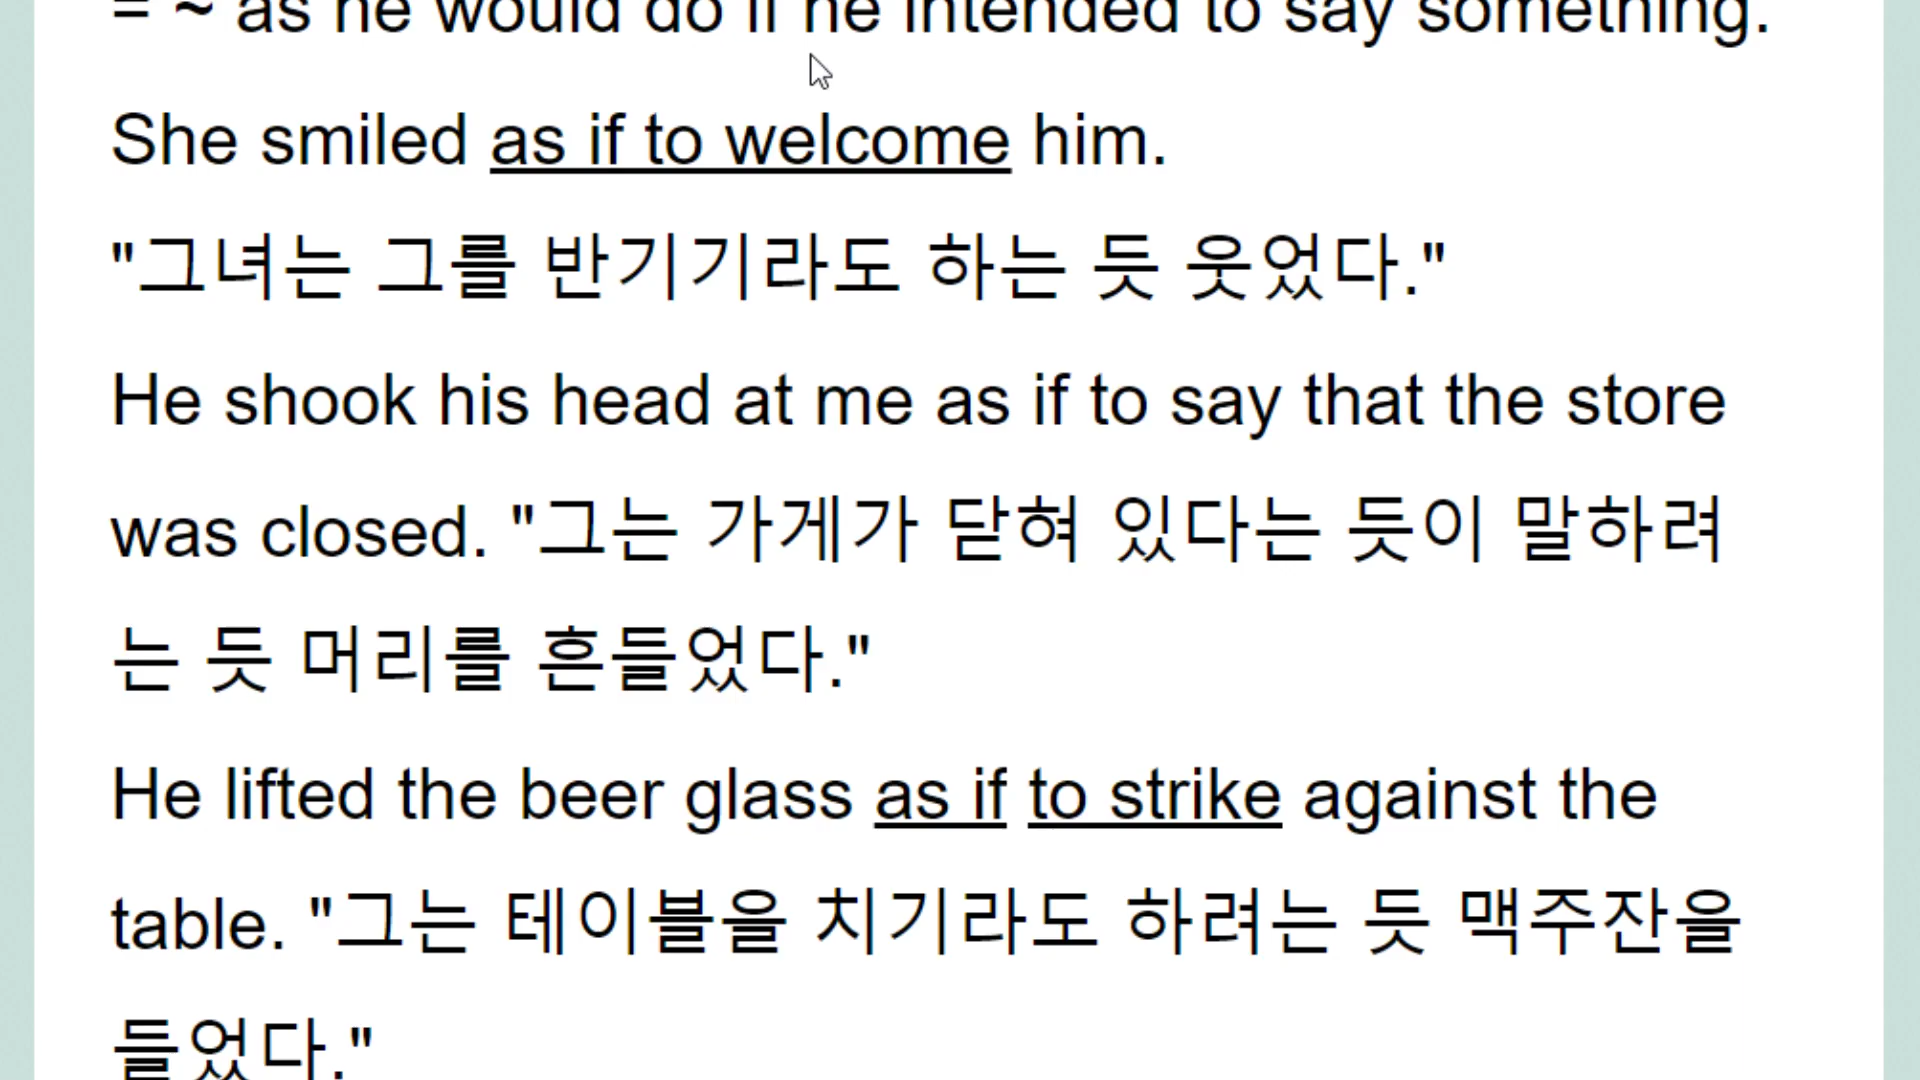 = ~ as he would do if he intended to say something.
She smiled as if to welcome him.
"그녀는 그를 반기기라도 하는 듯 웃었다."
He shook his head at me as if to say that the store
was closed. "그는 가게가 닫혀 있다는 듯이 말하려
는 듯 머리를 흔들었다."
He lifted the beer glass as if to strike against the
table. "그는 테이블을 치기라도 하려는 듯 맥주잔을
들었다."